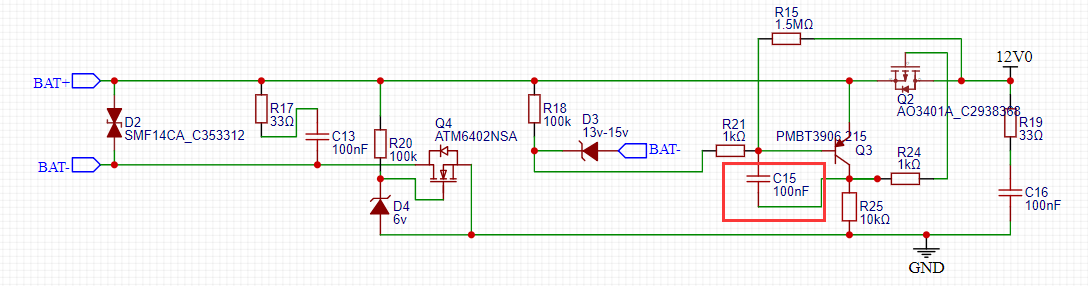 R15
1.5MΩ
12V0
BAT+
R17
33Ω
D2
SMF14CA_C353312
C13
100nF
R20
100k
Q4
ATM6402NSA
R18
100k
D3
13v-15v
BAT-
R21
1kΩ
PMBT3906,215
Q3
Q2
AO3401A_C2938368
R19
33Ω
BAT-
D4
6v
C15
100nF
R24
1kΩ
R25
10kΩ
C16
100nF
GND